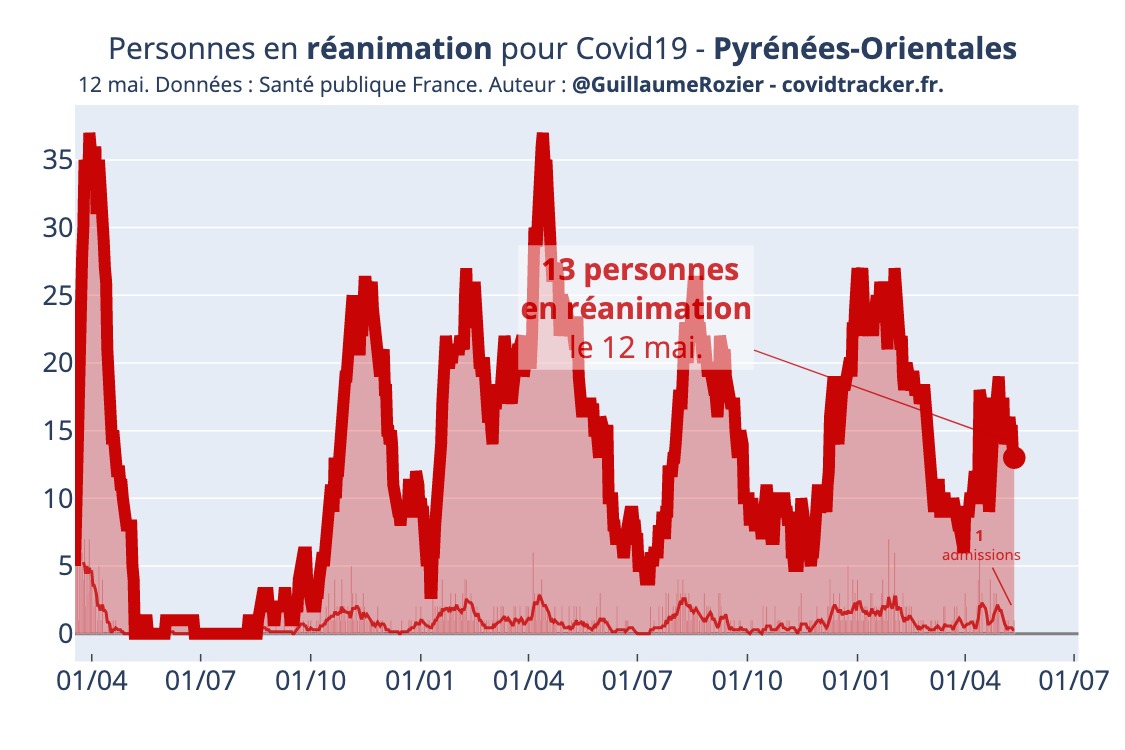 Personnes en réanimation pour Covid19 - Pyrénées-Orientales
12 mai. Données : Santé publique France. Auteur : @GuillaumeRozier - covidtracker.fr.
35
30
25
20
15
10
5
0
13 personnes
en réanimation
le 12 mai.
1
admissions
01/04 01/07 01/10 01/01 01/04 01/07 01/10 01/01 01/04 01/07